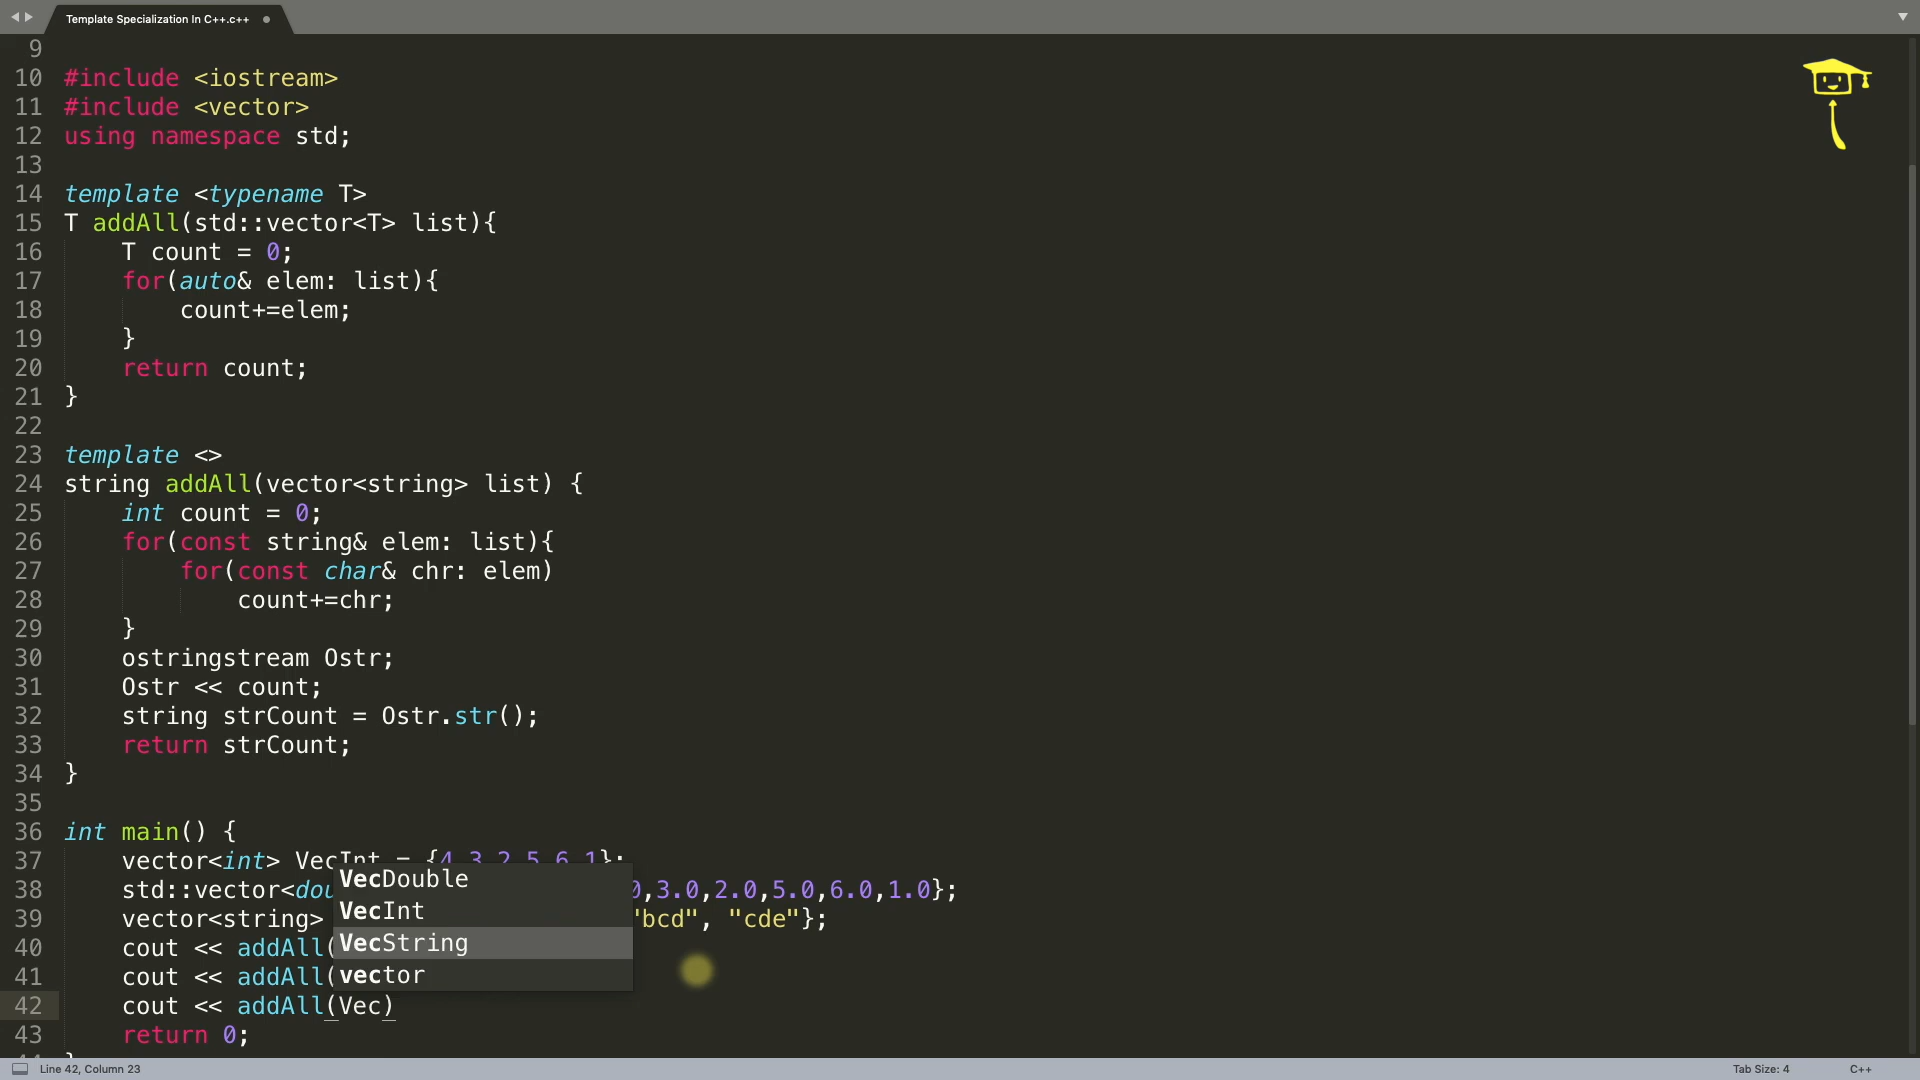 Template Specialization In C++.c++
9
10 #include <iostream>
11 #include <vector>
12 using namespace std;
13
14 template <typename T>
15 T addAll(std::vector<T> list){
16 T count = 0;
17 for(auto& elem: list){
18 count+=elem;
19 }
20 return count;
21 }
22
23 template <>
24 string addAll(vector<string> list) {
25 int count = 0;
26 for(const string& elem: list){
27 for(const char& chr: elem)
28 count+=chr;
29 }
30 ostringstream Ostr;
31 Ostr << count;
32 string strCount = Ostr.str();
33 return strCount;
34 }
35
36 int main() {
37 vector<int> VecInt = {4,3,2,5,6,1};
VecDouble
38 std::vector<dou ,3.0,2.0,5.0,6.0,1.0};
VecInt
39 vector<string> "bcd", "cde"};
VecString
40 cout << addAll(
vector
41 cout << addAll(
42 cout << addAll(Vec)
43 return 0;
Line 42, Column 23
Tab Size: 4
C++